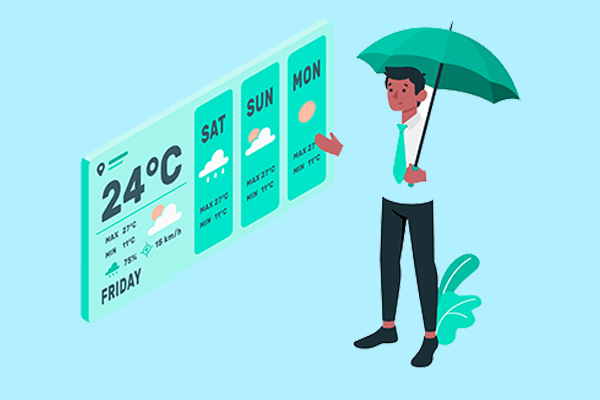 24°C
MAX 27°C
MIN 11°C
75%
15 km/h
FRIDAY
SAT
MAX 27°C
MIN 11°C
SUN
MAX 27°C
MIN 11°C
MON
MAX 27
MIN 11°C